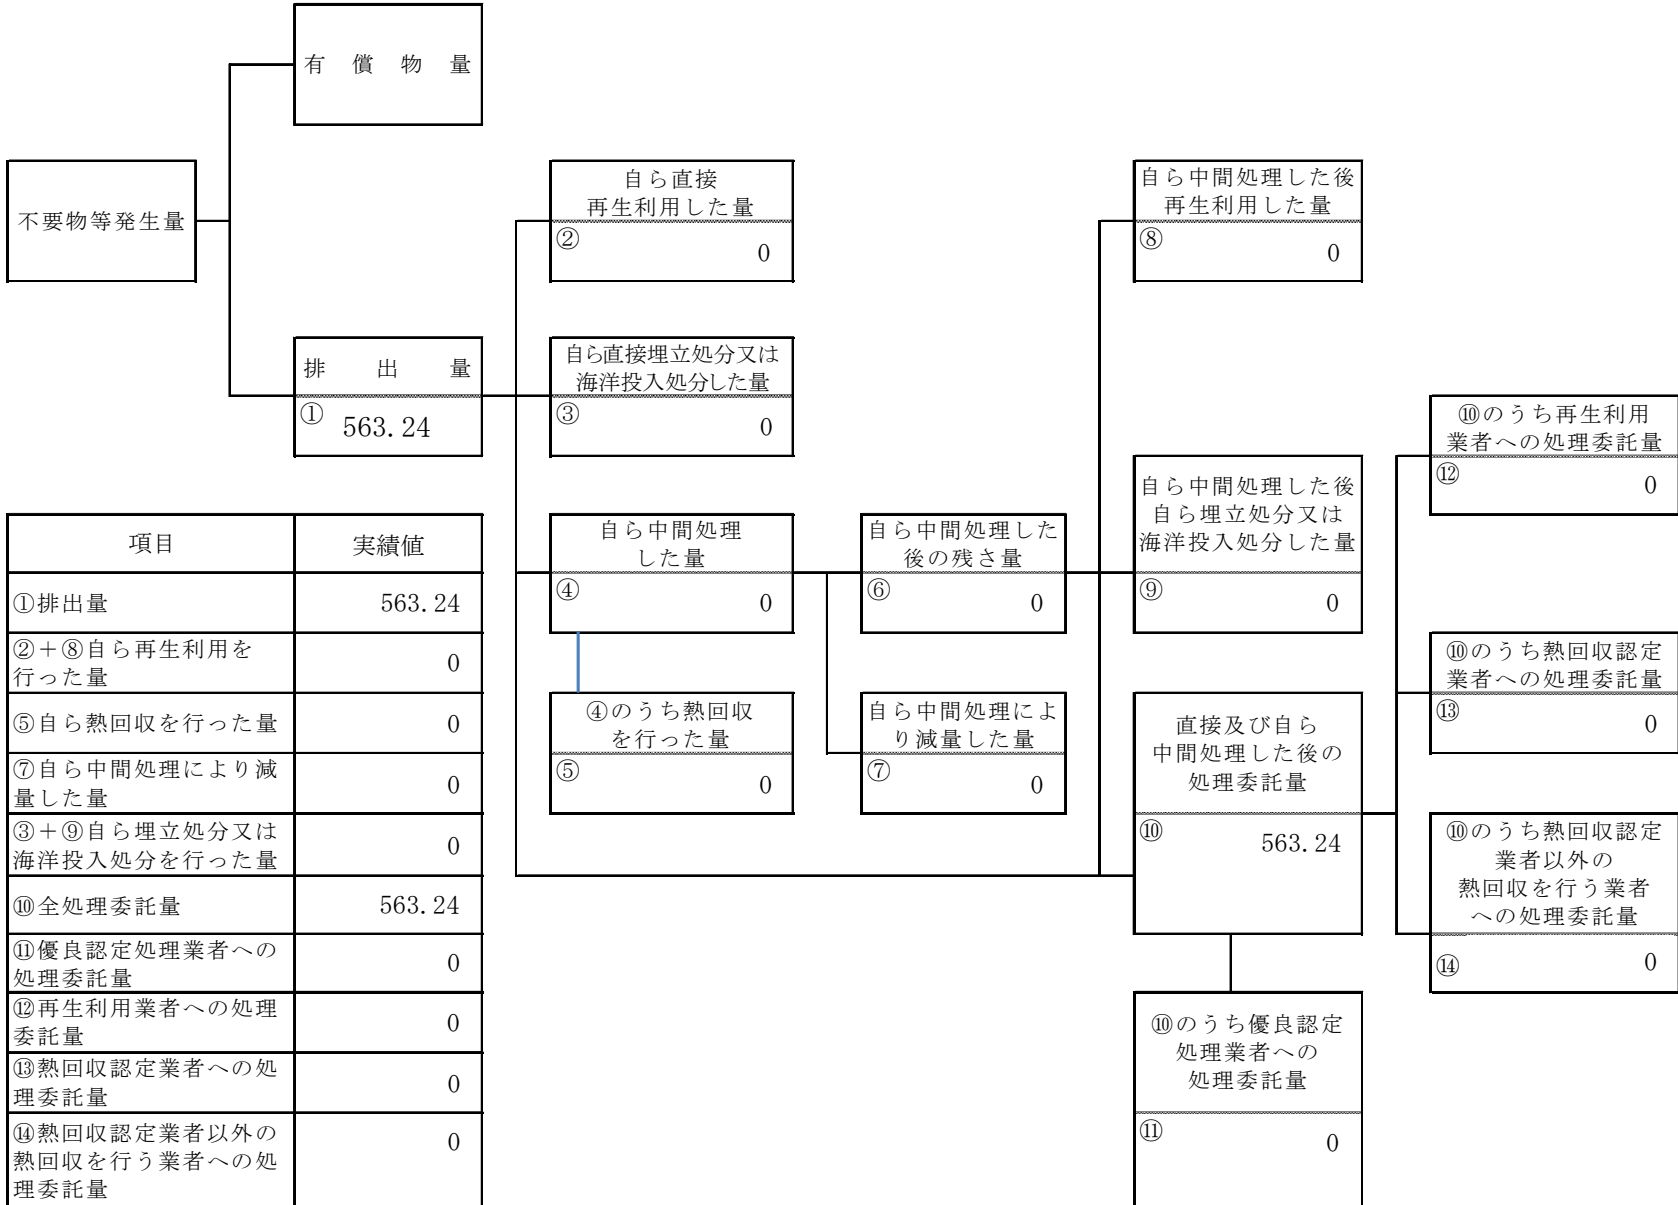 有償物量
不要物等発生量
排出量
①
563.24
自ら直接
再生利用した量
②
0
自ら直接埋立処分又は
海洋投入処分した量
③
0
自ら中間処理
した量
④
0
④のうち熱回収
を行った量
⑤
0
自ら中間処理した
後の残さ量
⑥
0
自ら中間処理によ
り減量した量
⑦
0
自ら中間処理した後
再生利用した量
⑧
0
自ら中間処理した後
自ら埋立処分又は
海洋投入処分した量
⑨
0
直接及び自ら
中間処理した後の
処理委託量
⑩
563.24
⑩のうち優良認定
処理業者への
処理委託量
⑪
0
⑩のうち再生利用
業者への処理委託量
⑫
0
⑩のうち熱回収認定
業者への処理委託量
⑬
0
⑩のうち熱回収認定
業者以外の
熱回収を行う業者
への処理委託量
⑭
0
項目 実績値
①排出量 563.24
②＋⑧自ら再生利用を
行った量
0
⑤自ら熱回収を行った量 0
⑦自ら中間処理により減
量した量
0
③＋⑨自ら埋立処分又は
海洋投入処分を行った量
0
⑩全処理委託量 563.24
⑪優良認定処理業者への
処理委託量
0
⑫再生利用業者への処理
委託量
0
⑬熱回収認定業者への処
理委託量
0
⑭熱回収認定業者以外の
熱回収を行う業者への処
理委託量
0